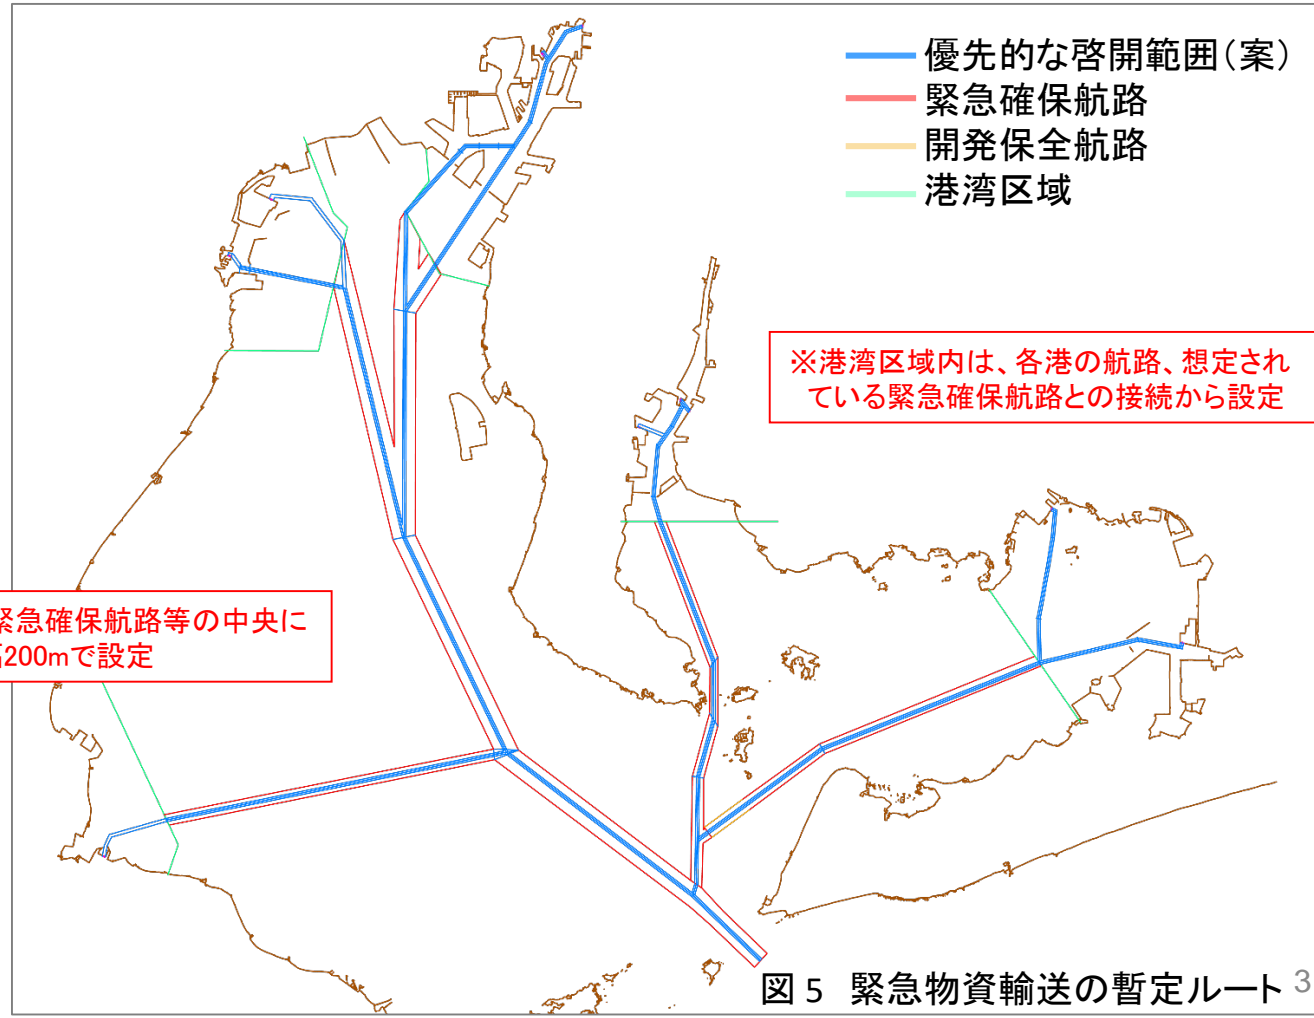 優先的な啓開範囲（案）
緊急確保航路
開発保全航路
港湾区域
※港湾区域内は、各港の航路、想定され
ている緊急確保航路との接続から設定
緊急確保航路等の中央に
幅200mで設定
図 5 緊急物資輸送の暫定ルート
3